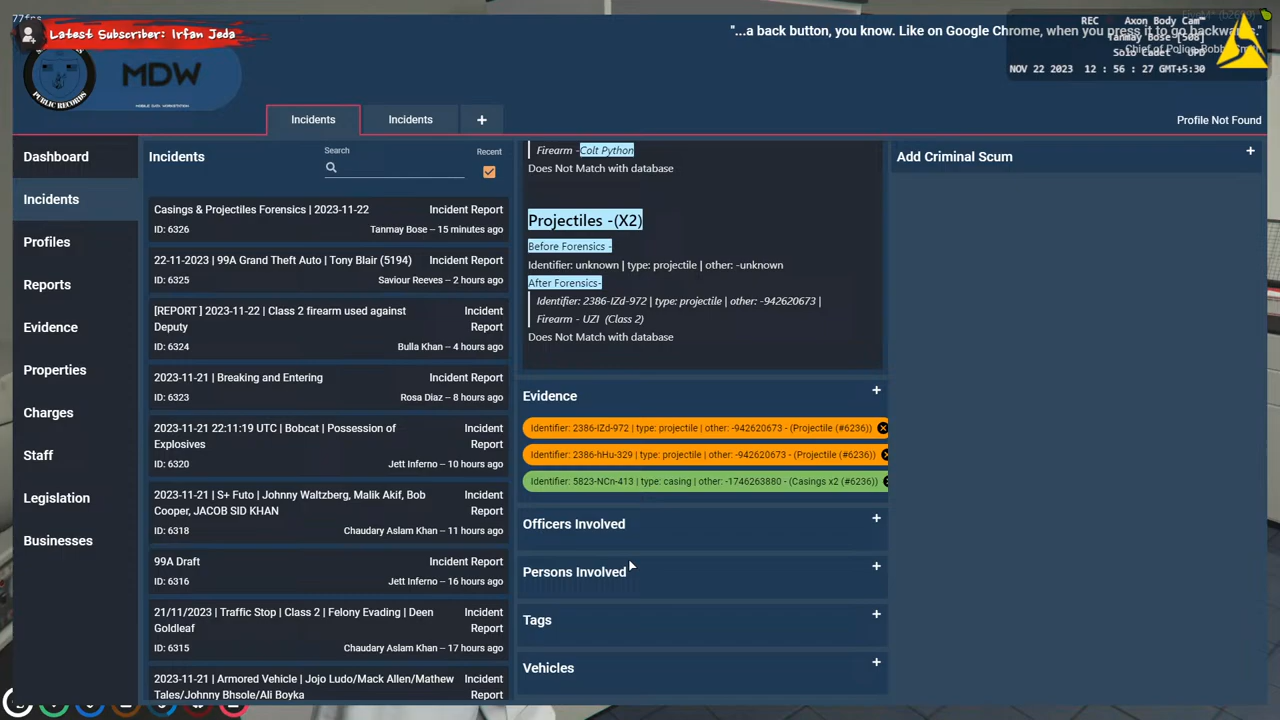 77fps
Latest Subscriber: Irfan Jeda
"...a back button, you know. Like on Google Chrome, when you press it to go backwards."
REC Axon Body Cam™
Tanmay Bose [508]
Solo Cadet - UPD
NOV 22 2023 12 : 56 : 27 GMT+5:30
PUBLIC RECORDS
MDW
MOBILE DATA WORKSTATION
Incidents
Incidents
+
Profile Not Found
Dashboard
Incidents
Profiles
Reports
Evidence
Properties
Charges
Staff
Legislation
Businesses
Incidents
Search
Recent
Casings & Projectiles Forensics | 2023-11-22
Incident Report
ID: 6326
Tanmay Bose -- 15 minutes ago
22-11-2023 | 99A Grand Theft Auto | Tony Blair (5194)
Incident Report
ID: 6325
Saviour Reeves -- 2 hours ago
[REPORT ] 2023-11-22 | Class 2 firearm used against
Deputy
Incident
Report
ID: 6324
Bulla Khan -- 4 hours ago
2023-11-21 | Breaking and Entering
Incident Report
ID: 6323
Rosa Diaz -- 8 hours ago
2023-11-21 22:11:19 UTC | Bobcat | Possession of
Explosives
Incident
Report
ID: 6320
Jett Inferno -- 10 hours ago
2023-11-21 | S+ Futo | Johnny Waltzberg, Malik Akif, Bob
Cooper, JACOB SID KHAN
Incident
Report
ID: 6318
Chaudary Aslam Khan -- 11 hours ago
99A Draft
Incident Report
ID: 6316
Jett Inferno -- 16 hours ago
21/11/2023 | Traffic Stop | Class 2 | Felony Evading | Deen
Goldleaf
Incident
Report
ID: 6315
Chaudary Aslam Khan -- 17 hours ago
2023-11-21 | Armored Vehicle | Jojo Ludo/Mack Allen/Mathew
Tales/Johnny Bhsole/Ali Boyka
Incident
Report
Firearm -Colt Python
Does Not Match with database
Projectiles -(X2)
Before Forensics -
Identifier: unknown | type: projectile | other: -unknown
After Forensics-
Identifier: 2386-IZd-972 | type: projectile | other: -942620673 |
Firearm - UZI (Class 2)
Does Not Match with database
Evidence
+
Identifier: 2386-IZd-972 | type: projectile | other: -942620673 - (Projectile (#6236))
Identifier: 2386-hHu-329 | type: projectile | other: -942620673 - (Projectile (#6236))
Identifier: 5823-NCn-413 | type: casing | other: -1746263880 - (Casings x2 (#6236))
Officers Involved
+
Persons Involved
+
Tags
+
Vehicles
+
Add Criminal Scum
+